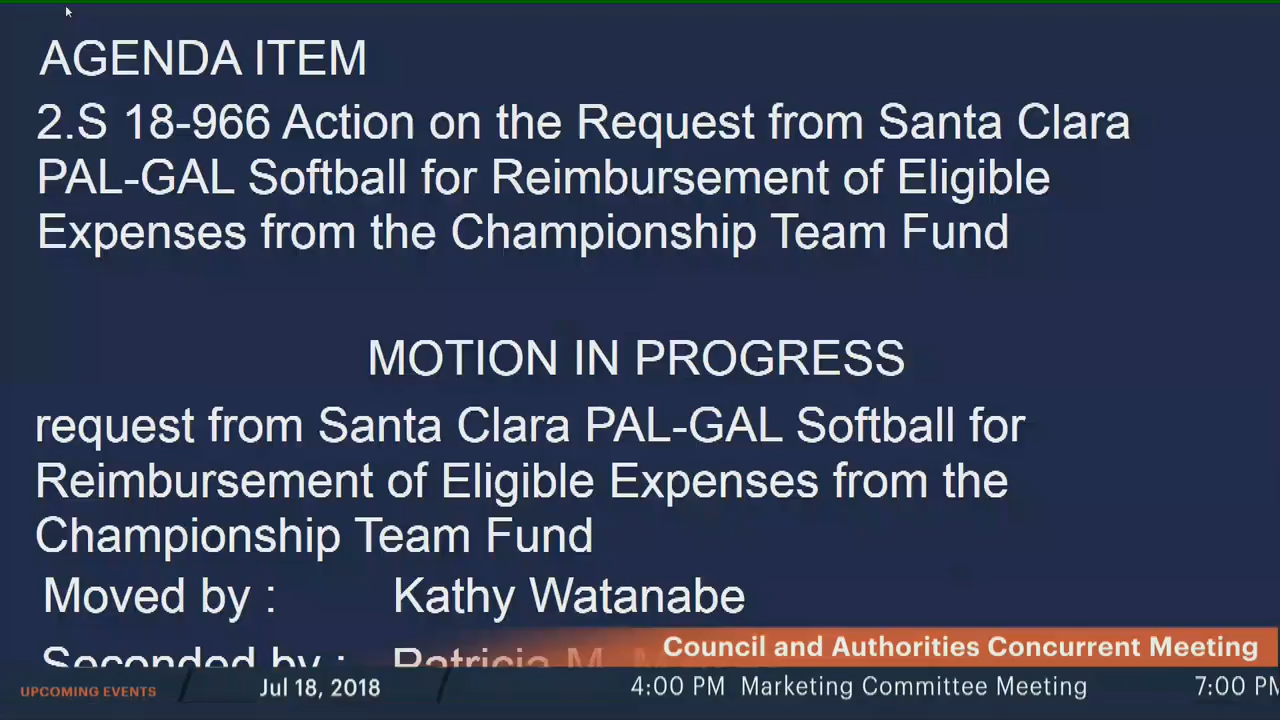 AGENDA ITEM
2.S 18-966 Action on the Request from Santa Clara
PAL-GAL Softball for Reimbursement of Eligible
Expenses from the Championship Team Fund
MOTION IN PROGRESS
request from Santa Clara PAL-GAL Softball for
Reimbursement of Eligible Expenses from the
Championship Team Fund
Moved by : Kathy Watanabe
Seconded by : Patricia M.
Council and Authorities Concurrent Meeting
UPCOMING EVENTS Jul 18, 2018 4:00 PM Marketing Committee Meeting 7:00 PM